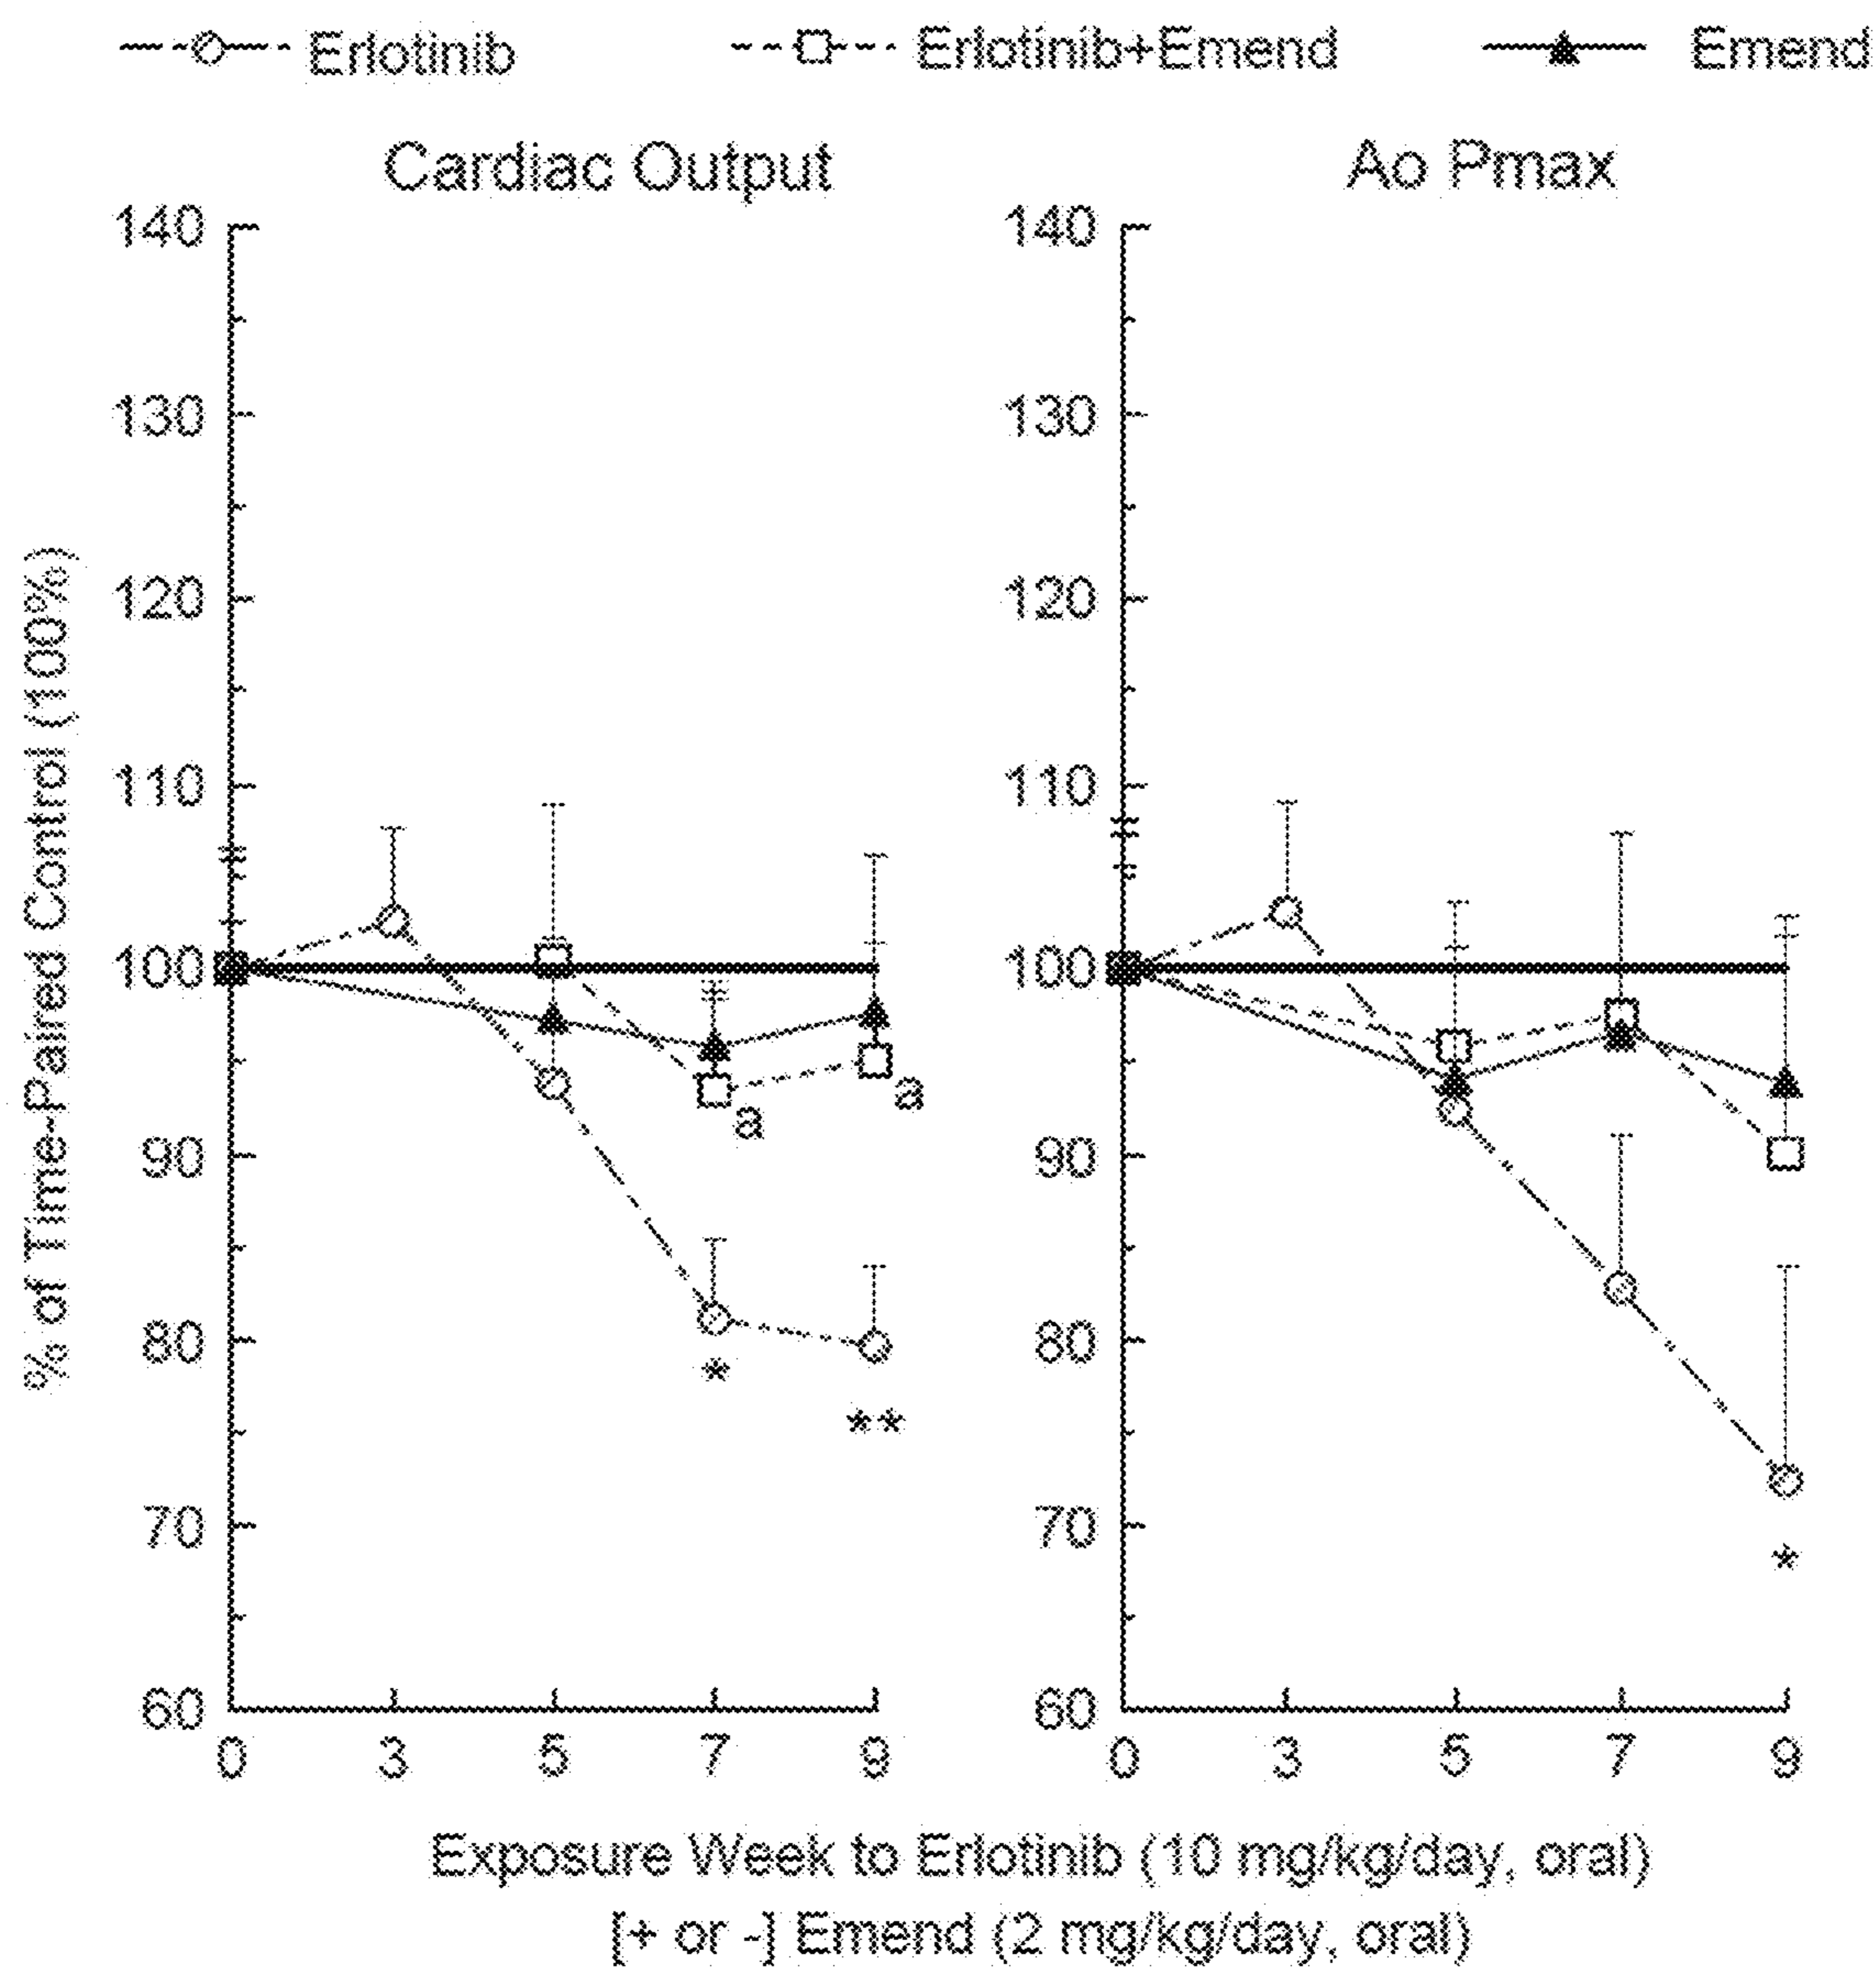 Erlotinib Erlotinib+Emend Emend
Cardiac Output Ao Pmax
% of Time-Paired Control (100%)
140 140
130 130
120 120
110 110
100 100
90 90
80 80
70 70
60 60
a a
* ** *
0 3 5 7 9 0 3 5 7 9
Exposure Week to Erlotinib (10 mg/kg/day, oral)
[+ or -] Emend (2 mg/kg/day, oral)